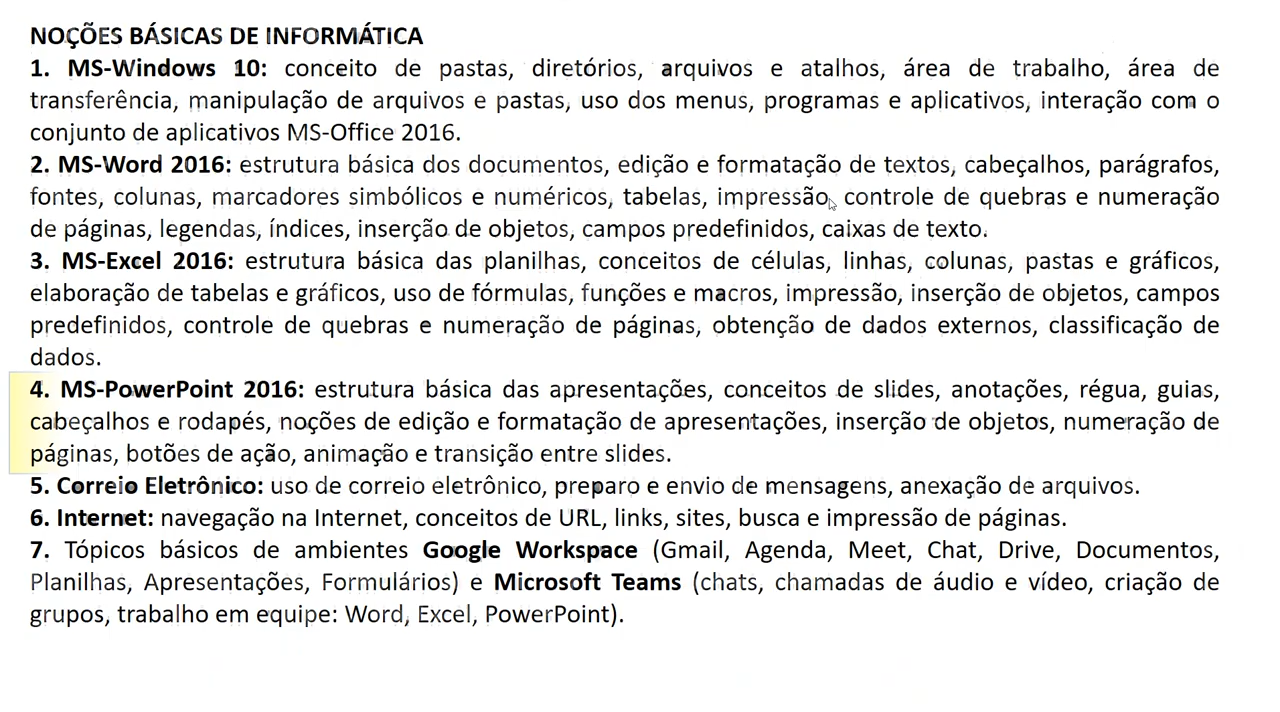 NOÇÕES BÁSICAS DE INFORMÁTICA
1. MS-Windows 10: conceito de pastas, diretórios, arquivos e atalhos, área de trabalho, área de
transferência, manipulação de arquivos e pastas, uso dos menus, programas e aplicativos, interação com o
conjunto de aplicativos MS-Office 2016.
2. MS-Word 2016: estrutura básica dos documentos, edição e formatação de textos, cabeçalhos, parágrafos,
fontes, colunas, marcadores simbólicos e numéricos, tabelas, impressão, controle de quebras e numeração
de páginas, legendas, índices, inserção de objetos, campos predefinidos, caixas de texto.
3. MS-Excel 2016: estrutura básica das planilhas, conceitos de células, linhas, colunas, pastas e gráficos,
elaboração de tabelas e gráficos, uso de fórmulas, funções e macros, impressão, inserção de objetos, campos
predefinidos, controle de quebras e numeração de páginas, obtenção de dados externos, classificação de
dados.
4. MS-PowerPoint 2016: estrutura básica das apresentações, conceitos de slides, anotações, régua, guias,
cabeçalhos e rodapés, noções de edição e formatação de apresentações, inserção de objetos, numeração de
páginas, botões de ação, animação e transição entre slides.
5. Correio Eletrônico: uso de correio eletrônico, preparo e envio de mensagens, anexação de arquivos.
6. Internet: navegação na Internet, conceitos de URL, links, sites, busca e impressão de páginas.
7. Tópicos básicos de ambientes Google Workspace (Gmail, Agenda, Meet, Chat, Drive, Documentos,
Planilhas, Apresentações, Formulários) e Microsoft Teams (chats, chamadas de áudio e vídeo, criação de
grupos, trabalho em equipe: Word, Excel, PowerPoint).